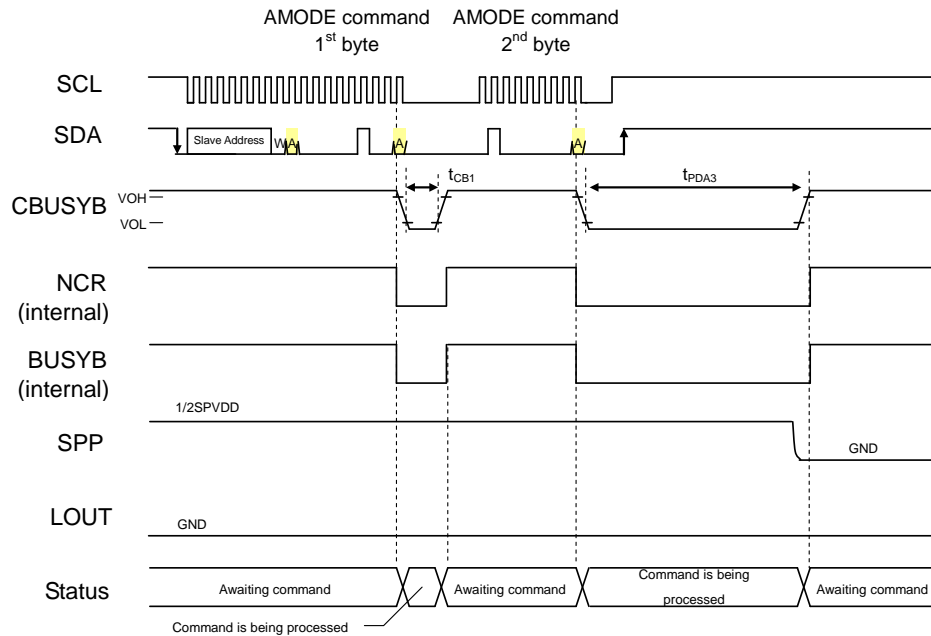 AMODE command
1st byte
AMODE command
2nd byte
SCL
SDA
Slave Address
W
A
A
A
CBUSYB
VOH
VOL
tCB1
tPDA3
NCR
(internal)
BUSYB
(internal)
1/2SPVDD
SPP
GND
LOUT
GND
Status
Awaiting command
Awaiting command
Command is being
processed
Awaiting command
Command is being processed